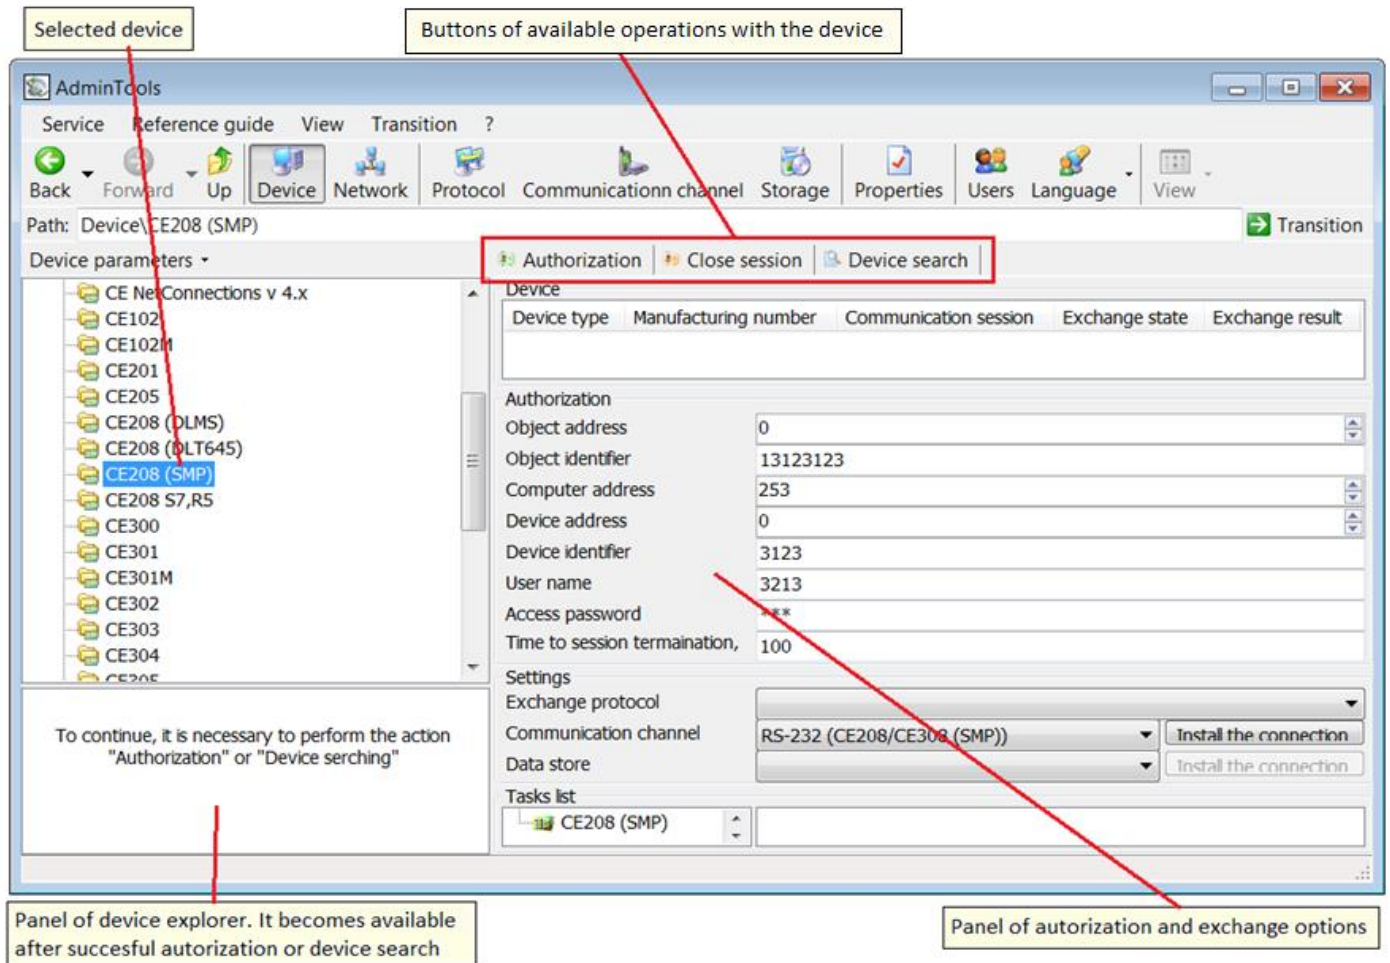 Selected device
Buttons of available operations with the device
AdminTools
Service Reference guide View Transition ?
Back Forward Up Device Network Protocol Communicationn channel Storage Properties Users Language View
Path: Device\CE208 (SMP) Transition
Device parameters
Authorization Close session Device search
CE NetConnections v 4.x
CE102
CE102M
CE201
CE205
CE208 (DLMS)
CE208 (DLT645)
CE208 (SMP)
CE208 S7,R5
CE300
CE301
CE301M
CE302
CE303
CE304
CE305
To continue, it is necessary to perform the action
"Authorization" or "Device serching"
Device
Device type Manufacturing number Communication session Exchange state Exchange result
Authorization
Object address 0
Object identifier 13123123
Computer address 253
Device address 0
Device identifier 3123
User name 3213
Access password ***
Time to session termaination, 100
Settings
Exchange protocol
Communication channel RS-232 (CE208/CE308 (SMP)) Install the connection
Data store Install the connection
Tasks list
CE208 (SMP)
Panel of device explorer. It becomes available
after succesful autorization or device search
Panel of autorization and exchange options